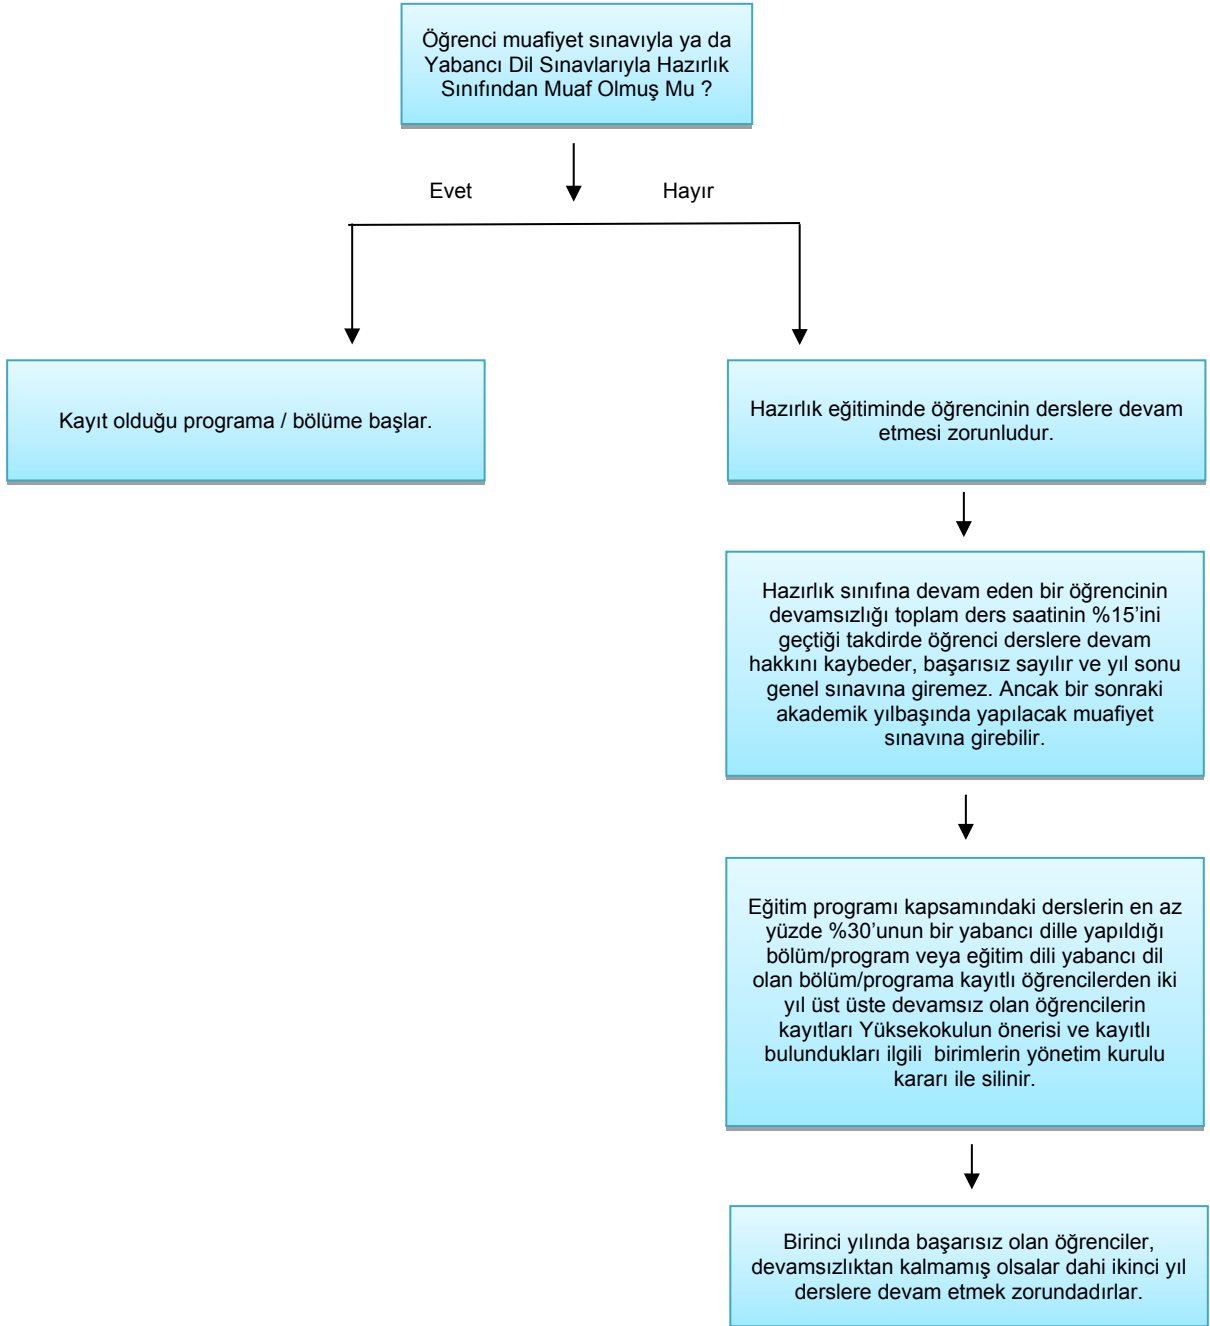 Öğrenci muafiyet sınavıyla ya da
Yabancı Dil Sınavlarıyla Hazırlık
Sınıfından Muaf Olmuş Mu ?
Evet
Hayır
Kayıt olduğu programa / bölüme başlar.
Hazırlık eğitiminde öğrencinin derslere devam
etmesi zorunludur.
Hazırlık sınıfına devam eden bir öğrencinin
devamsızlığı toplam ders saatinin %15’ini
geçtiği takdirde öğrenci derslere devam
hakkını kaybeder, başarısız sayılır ve yıl sonu
genel sınavına giremez. Ancak bir sonraki
akademik yılbaşında yapılacak muafiyet
sınavına girebilir.
Eğitim programı kapsamındaki derslerin en az
yüzde %30’unun bir yabancı dille yapıldığı
bölüm/program veya eğitim dili yabancı dil
olan bölüm/programa kayıtlı öğrencilerden iki
yıl üst üste devamsız olan öğrencilerin
kayıtları Yüksekokulun önerisi ve kayıtlı
bulundukları ilgili  birimlerin yönetim kurulu
kararı ile silinir.
Birinci yılında başarısız olan öğrenciler,
devamsızlıktan kalmamış olsalar dahi ikinci yıl
derslere devam etmek zorundadırlar.